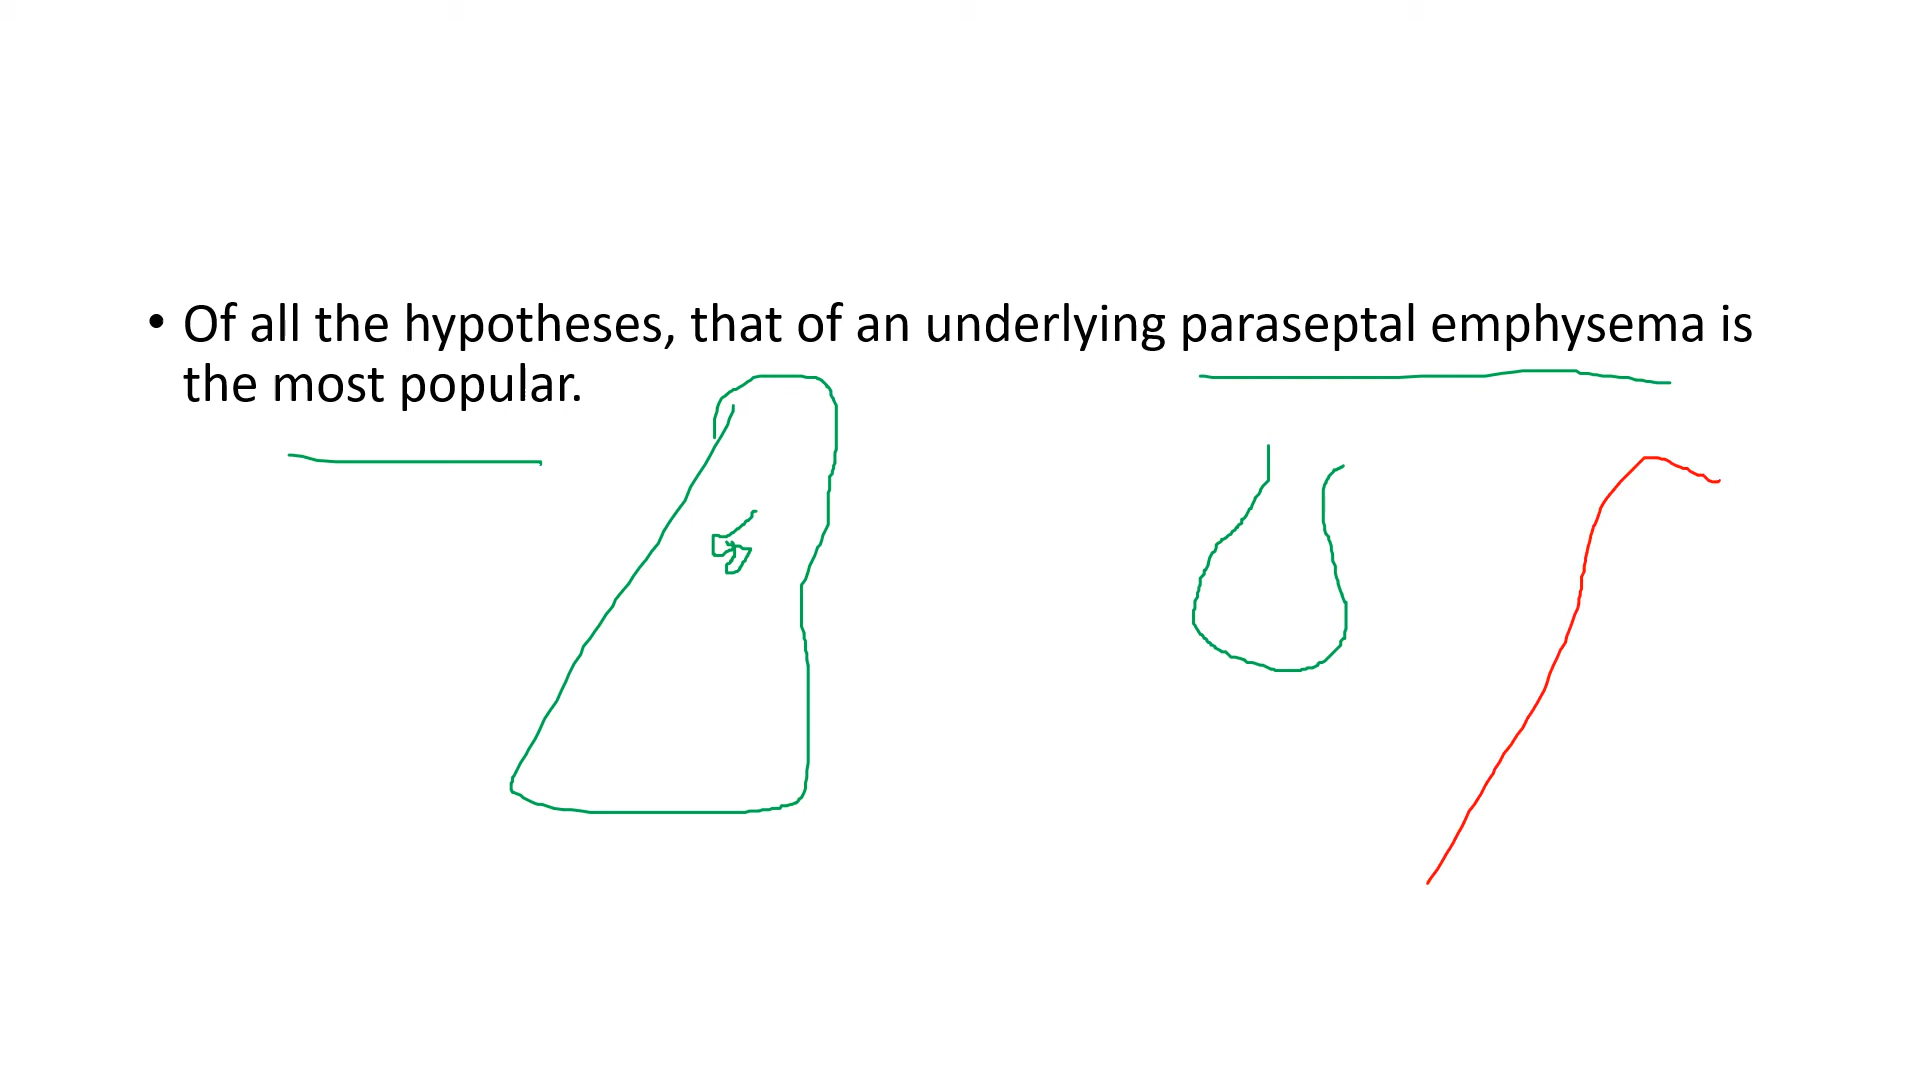 • Of all the hypotheses, that of an underlying paraseptal emphysema is
the most popular.